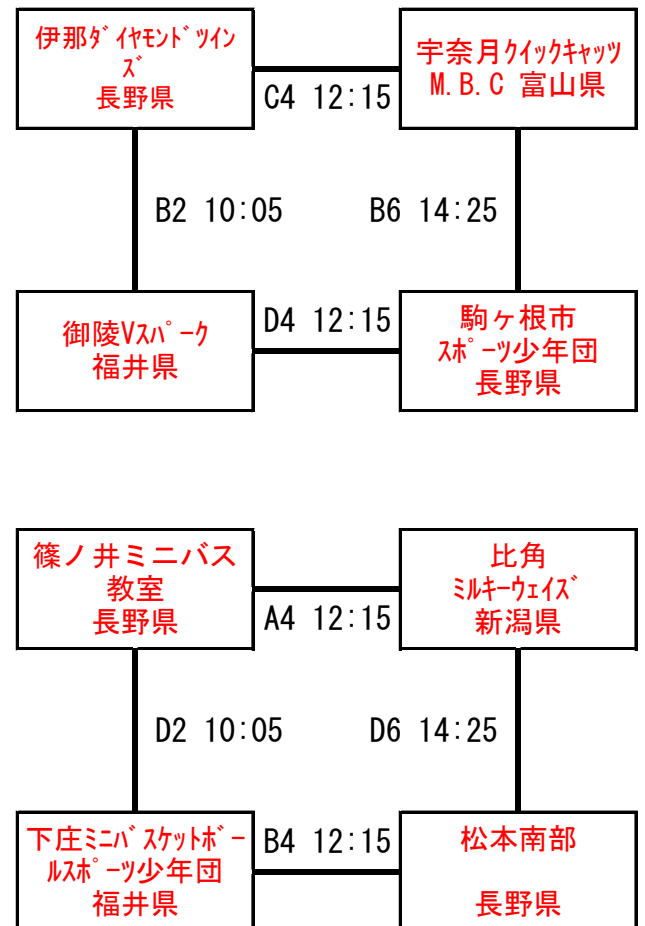 伊那ﾀﾞｲﾔﾓﾝﾄﾞﾂｲﾝ
ｽﾞ
長野県
C4 12:15
宇奈月ｸｲｯｸｷｬｯﾂ
M.B.C 富山県
B2 10:05
B6 14:25
御陵Vｽﾊﾟｰｸ
福井県
D4 12:15
駒ヶ根市
ｽﾎﾟｰﾂ少年団
長野県
篠ノ井ミニバス
教室
長野県
A4 12:15
比角
ﾐﾙｷｰｳｪｲｽﾞ
新潟県
D2 10:05
D6 14:25
下庄ﾐﾆﾊﾞｽｹｯﾄﾎﾞｰ
ﾙｽﾎﾟｰﾂ少年団
福井県
B4 12:15
松本南部
長野県